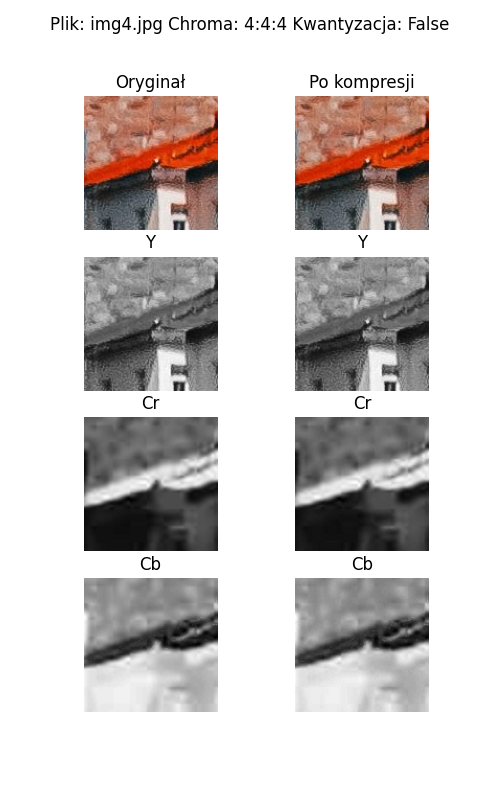 Plik: img4.jpg Chroma: 4:4:4 Kwantyzacja: False
Oryginał Po kompresji
Y Y
Cr Cr
Cb Cb